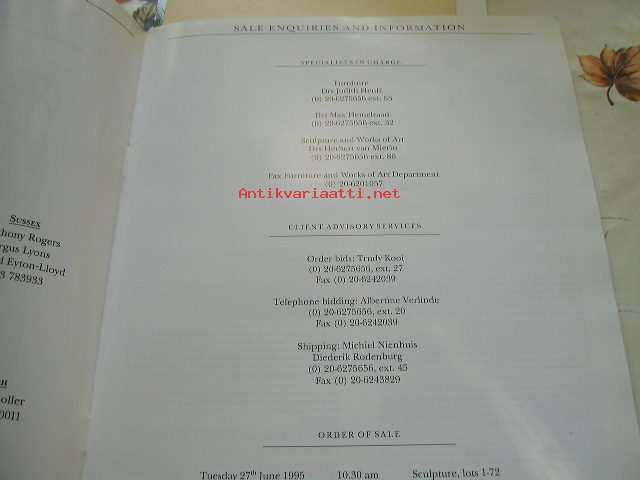 SALE ENQUIRIES AND INFORMATION
SPECIALISTS IN CHARGE
Furniture
Drs Judith
(0) 20-6275656 ext. 55
Drs Max
(0) 20-6275656 ext. 32
Sculpture and Works of Art
Drs Herbert van Mierlo
(0) 20-6275656 ext. 86
Fax Furniture and Works of Art Department
(0) 20-6201057
Antikvariaatti.net
CLIENT ADVISORY SERVICES
Order bids: Trudy Kooi
(0) 20-6275656, ext. 27
Fax (0) 20-6242039
Telephone bidding: Albertine Verlinde
(0) 20-6275656, ext. 20
Fax (0) 20-6242039
Shipping: Michiel Nienhuis
Diederik Rodenburg
(0) 20-6275656, ext. 45
Fax (0) 20-6243829
ORDER OF SALE
Tuesday 27th June 1995 10.30 am Sculpture, lots 1-72
SUSSEX
hony Rogers
rgus Lyons
d Eyton-Lloyd
3 783933
H
oller
0011